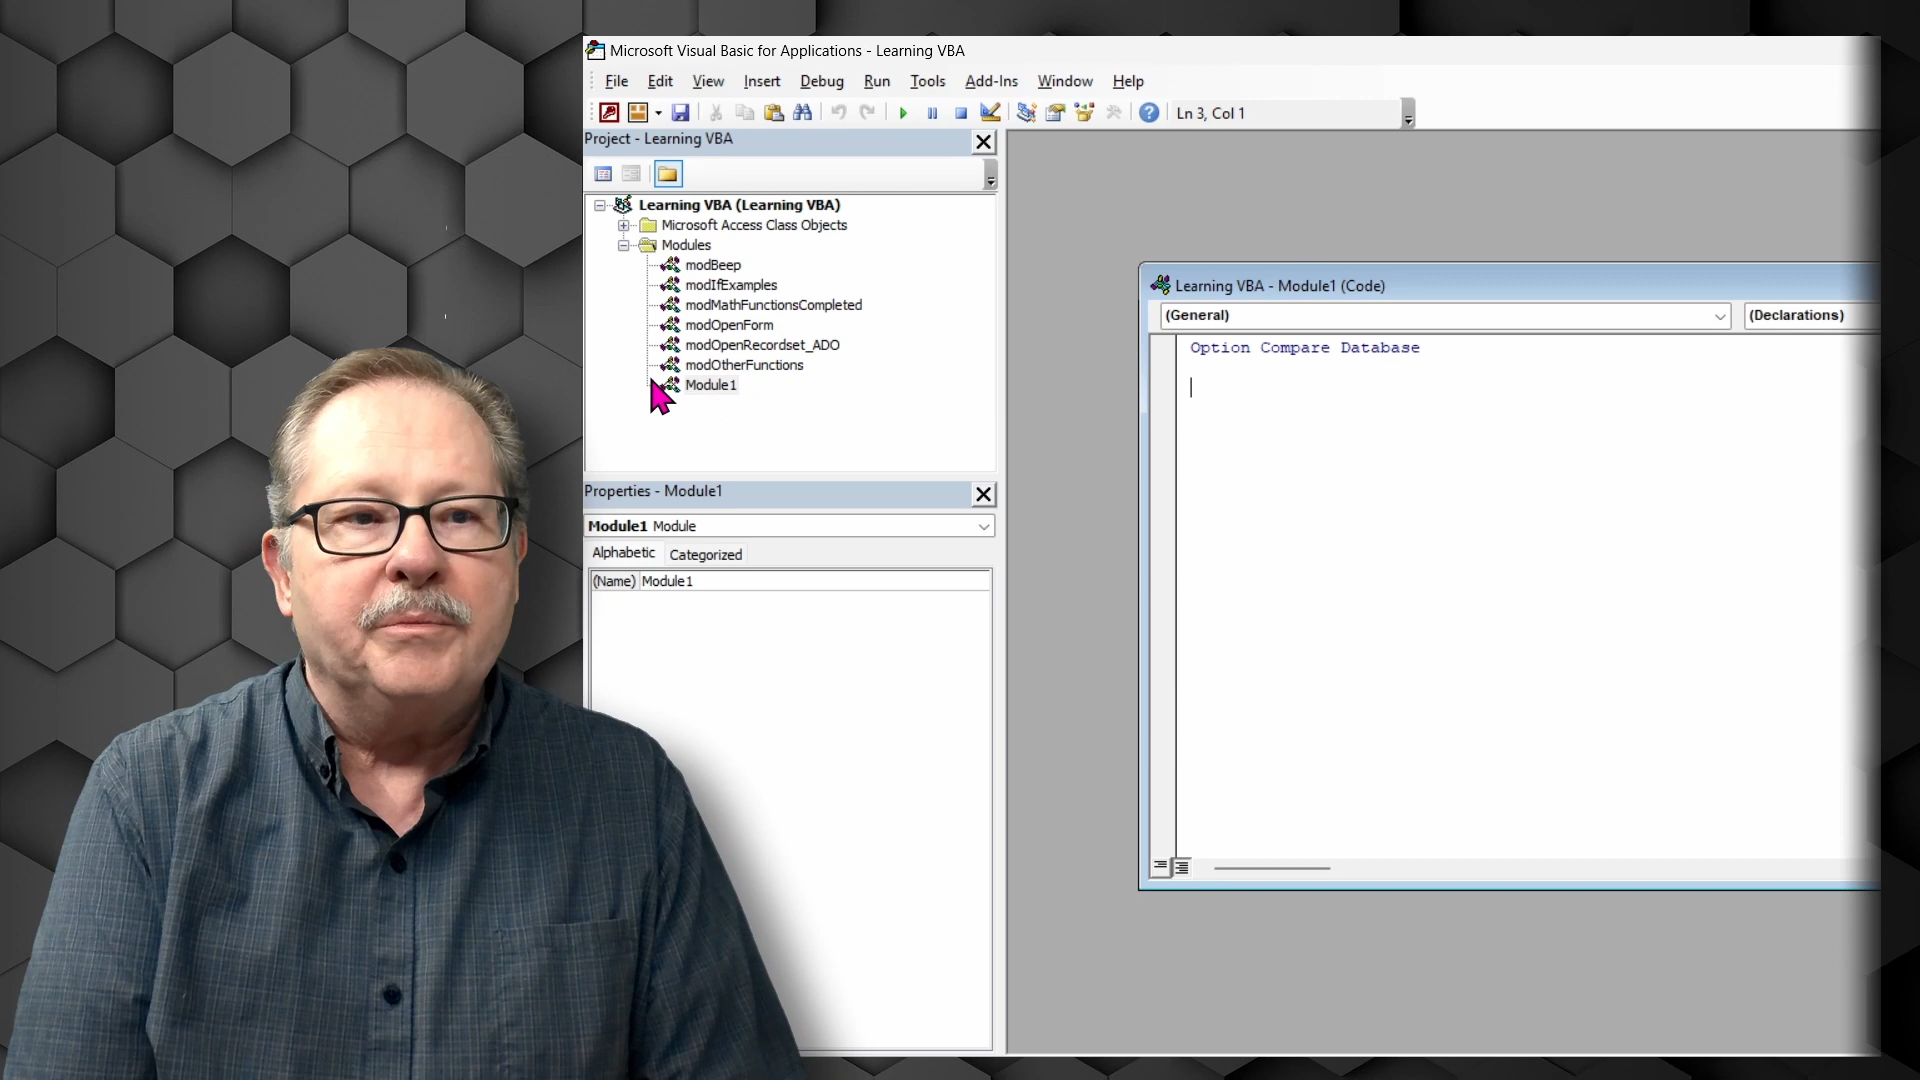 Microsoft Visual Basic for Applications - Learning VBA
File Edit View Insert Debug Run Tools Add-Ins Window Help
Ln 3, Col 1
Project - Learning VBA
Learning VBA (Learning VBA)
Microsoft Access Class Objects
Modules
modBeep
modIfExamples
modMathFunctionsCompleted
modOpenForm
modOpenRecordset_ADO
modOtherFunctions
Module1
Properties - Module1
Module1 Module
Alphabetic Categorized
(Name) Module1
Learning VBA - Module1 (Code)
(General) (Declarations)
Option Compare Database